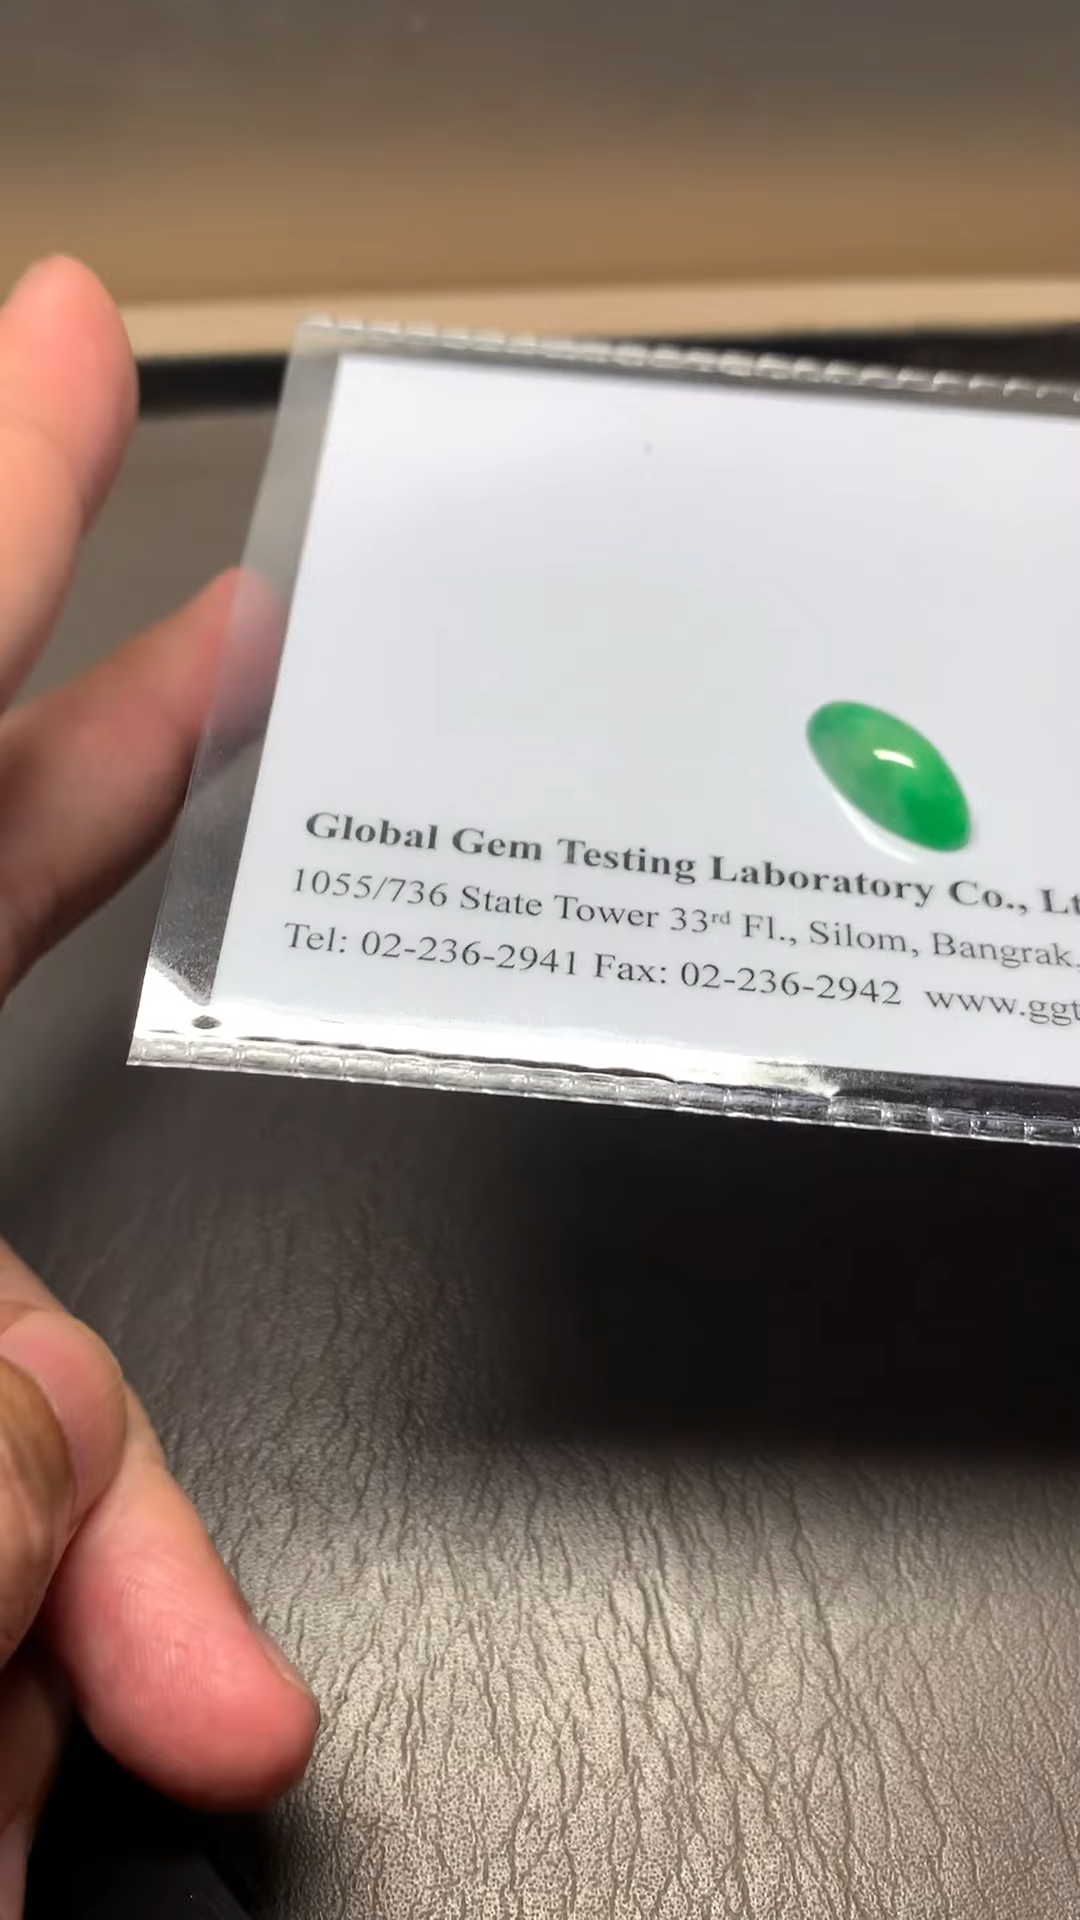 Global Gem Testing Laboratory Co., Lt
1055/736 State Tower 33rd Fl., Silom, Bangrak,
Tel: 02-236-2941 Fax: 02-236-2942 www.ggt